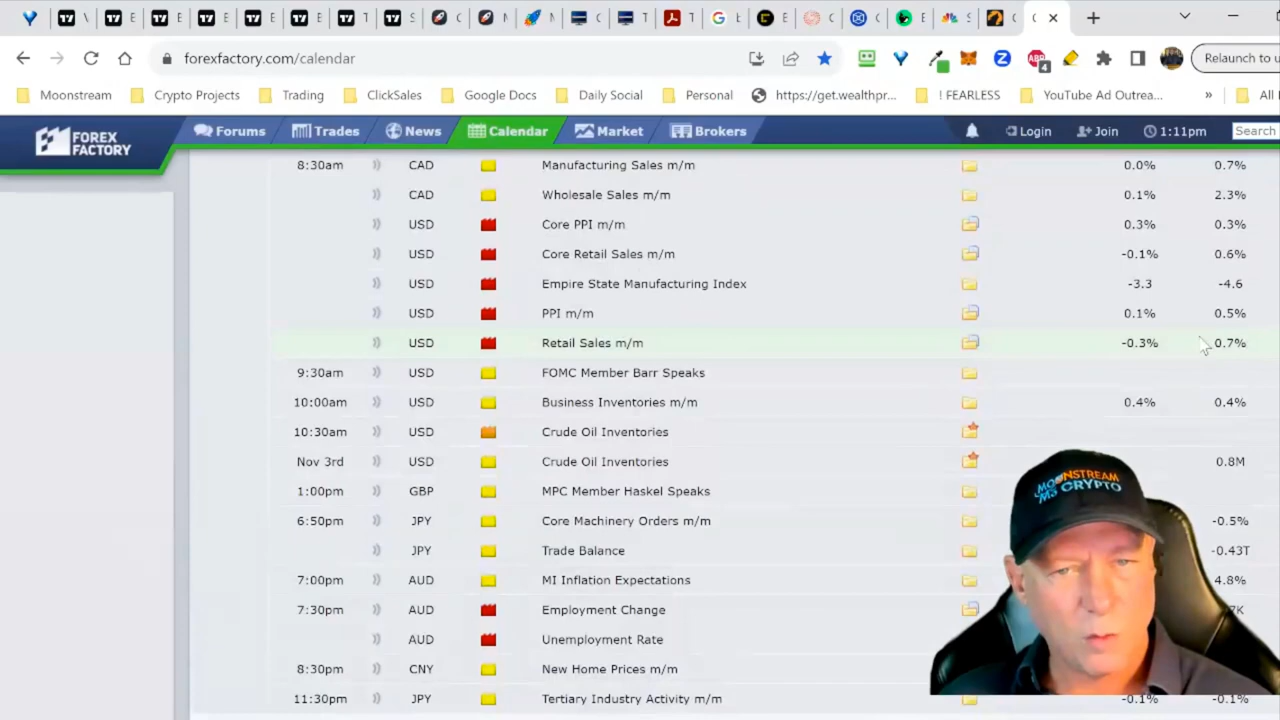 forexfactory.com/calendar
Relaunch to u
Moonstream Crypto Projects Trading ClickSales Google Docs Daily Social Personal https://get.wealthpr... ! FEARLESS YouTube Ad Outrea... » All
FOREX FACTORY Forums Trades News Calendar Market Brokers Login Join 1:11pm Search
8:30am CAD Manufacturing Sales m/m 0.0% 0.7%
CAD Wholesale Sales m/m 0.1% 2.3%
USD Core PPI m/m 0.3% 0.3%
USD Core Retail Sales m/m -0.1% 0.6%
USD Empire State Manufacturing Index -3.3 -4.6
USD PPI m/m 0.1% 0.5%
USD Retail Sales m/m -0.3% 0.7%
9:30am USD FOMC Member Barr Speaks
10:00am USD Business Inventories m/m 0.4% 0.4%
10:30am USD Crude Oil Inventories
Nov 3rd USD Crude Oil Inventories 0.8M
1:00pm GBP MPC Member Haskel Speaks
6:50pm JPY Core Machinery Orders m/m -0.5%
JPY Trade Balance -0.43T
7:00pm AUD MI Inflation Expectations 4.8%
7:30pm AUD Employment Change
AUD Unemployment Rate
8:30pm CNY New Home Prices m/m
11:30pm JPY Tertiary Industry Activity m/m -0.1% -0.1%
MOONSTREAM
CRYPTO